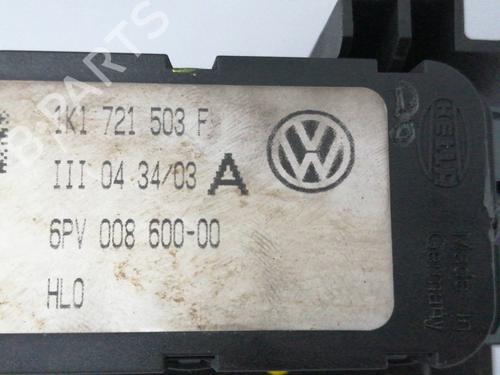 B-PARTS
1K1 721 503 F
III 04 34/03 A
6PV 008 600-00
HLO
HELLA
Made in
Germany